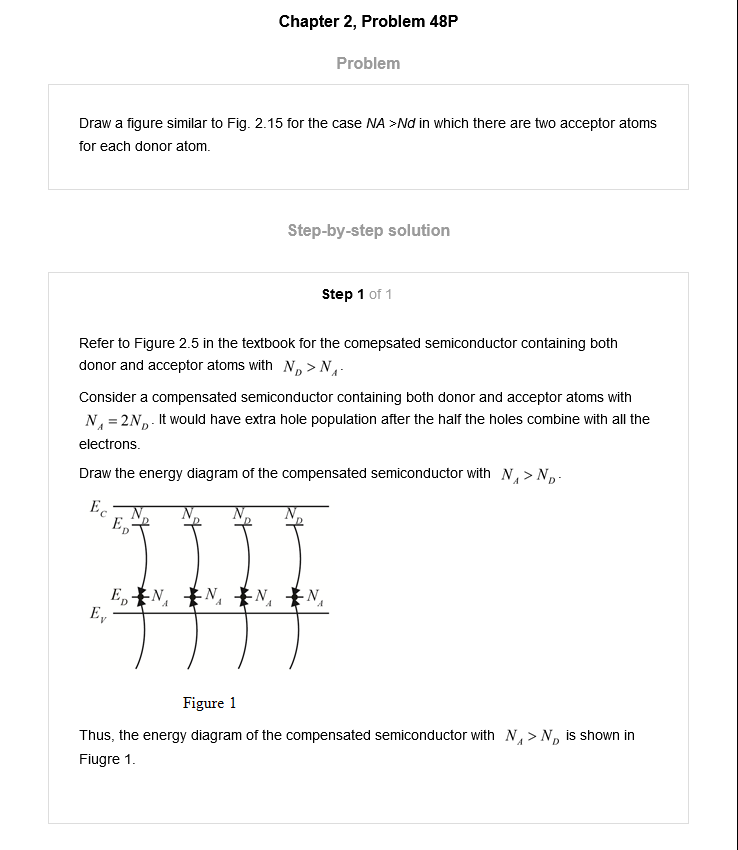 Chapter 2, Problem 48P
Problem
Draw a figure similar to Fig. 2.15 for the case NA >Nd in which there are two acceptor atoms
for each donor atom.
Step-by-step solution
Step 1 of 1
Refer to Figure 2.5 in the textbook for the comepsated semiconductor containing both
donor and acceptor atoms with N_D > N_A.
Consider a compensated semiconductor containing both donor and acceptor atoms with
N_A = 2N_D. It would have extra hole population after the half the holes combine with all the
electrons.
Draw the energy diagram of the compensated semiconductor with N_A > N_D.
E_C
E_D N_D N_D N_D N_D
E_D N_A N_A N_A N_A
E_V
Figure 1
Thus, the energy diagram of the compensated semiconductor with N_A > N_D is shown in
Fiugre 1.